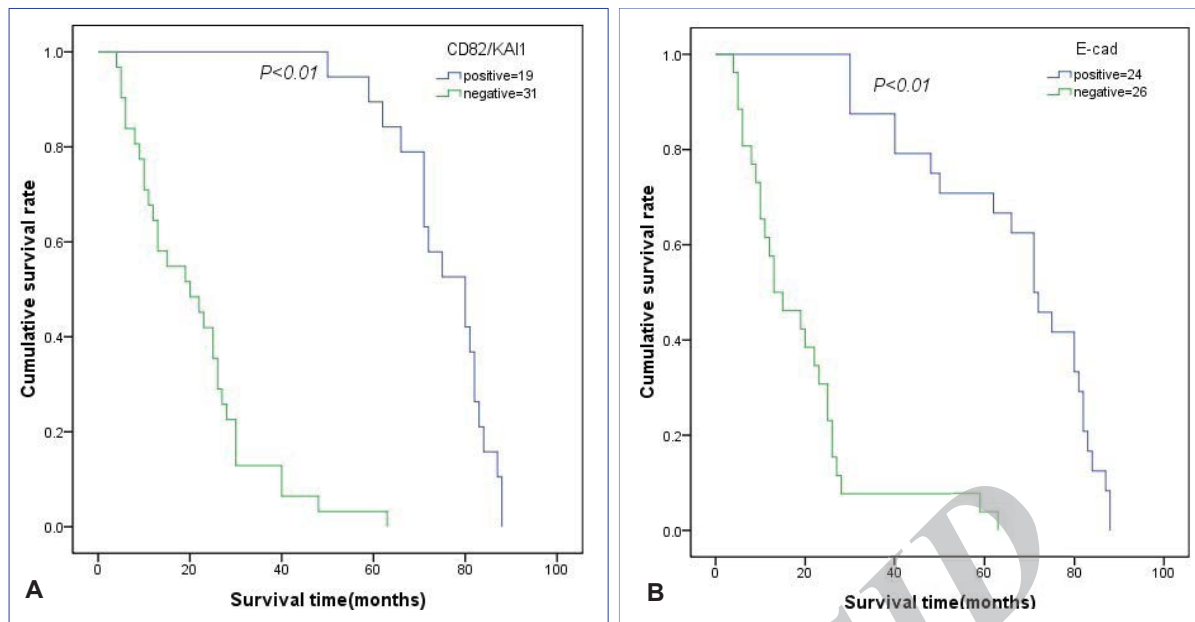 CD82/KAI1
P<0.01
positive=19
negative=31
Cumulative survival rate
1.0
0.8
0.6
0.4
0.2
0.0
0 20 40 60 80 100
Survival time(months)
A
E-cad
P<0.01
positive=24
negative=26
Cumulative survival rate
1.0
0.8
0.6
0.4
0.2
0.0
0 20 40 60 80 100
Survival time(months)
B